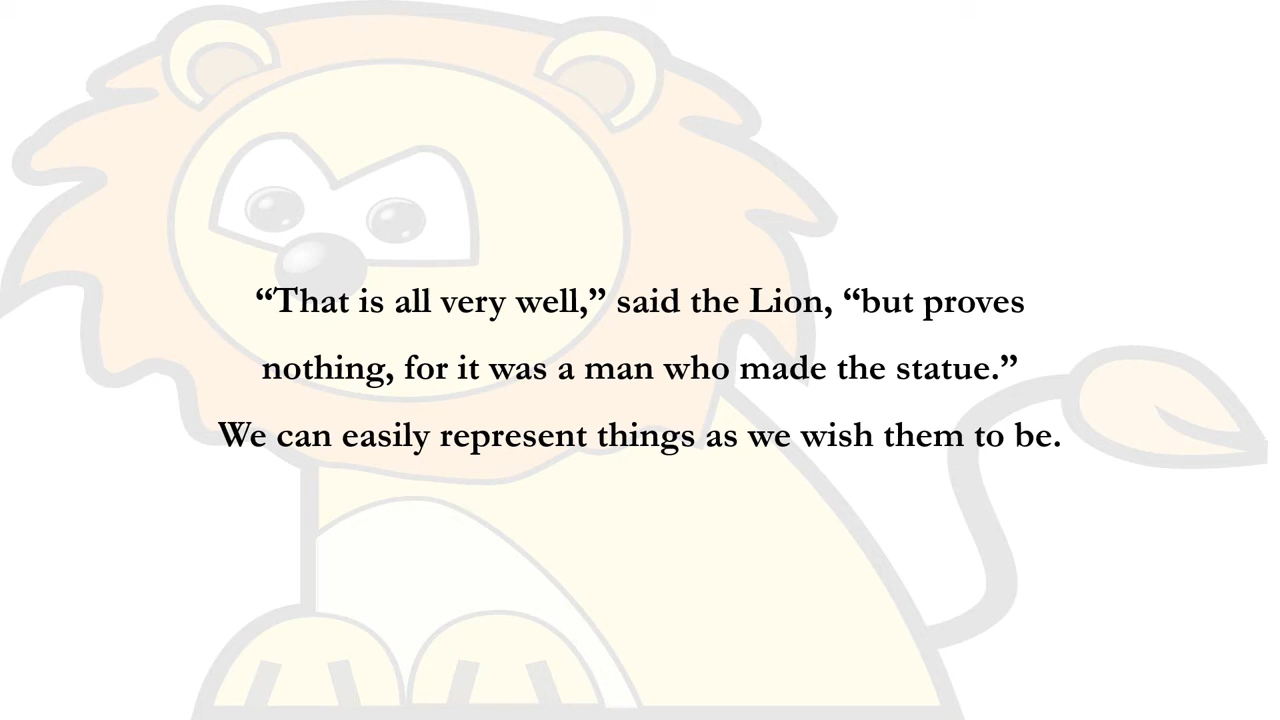 “That is all very well,” said the Lion, “but proves
nothing, for it was a man who made the statue.”
We can easily represent things as we wish them to be.